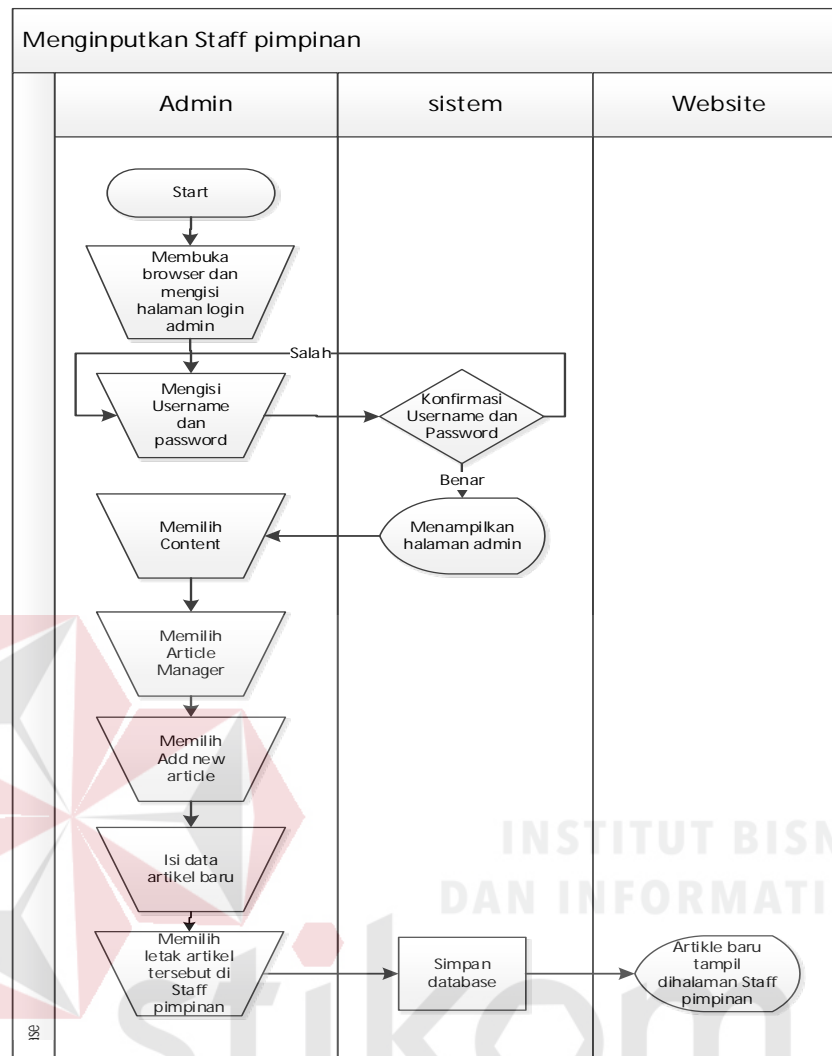 Menginputkan Staff pimpinan
Admin
sistem
Website
Start
Membuka
browser dan
mengisi
halaman login
admin
Salah
Mengisi
Username
dan
password
Konfirmasi
Username dan
Password
Benar
Memilih
Content
Menampilkan
halaman admin
Memilih
Article
Manager
Memilih
Add new
article
INSTITUT BISN
Isi data
artikel baru
DAN INFORMATI
Memilih
letak artikel
tersebut di
Staff
pimpinan
Simpan
database
Artikle baru
tampil
dihalaman Staff
pimpinan
ase
stikom